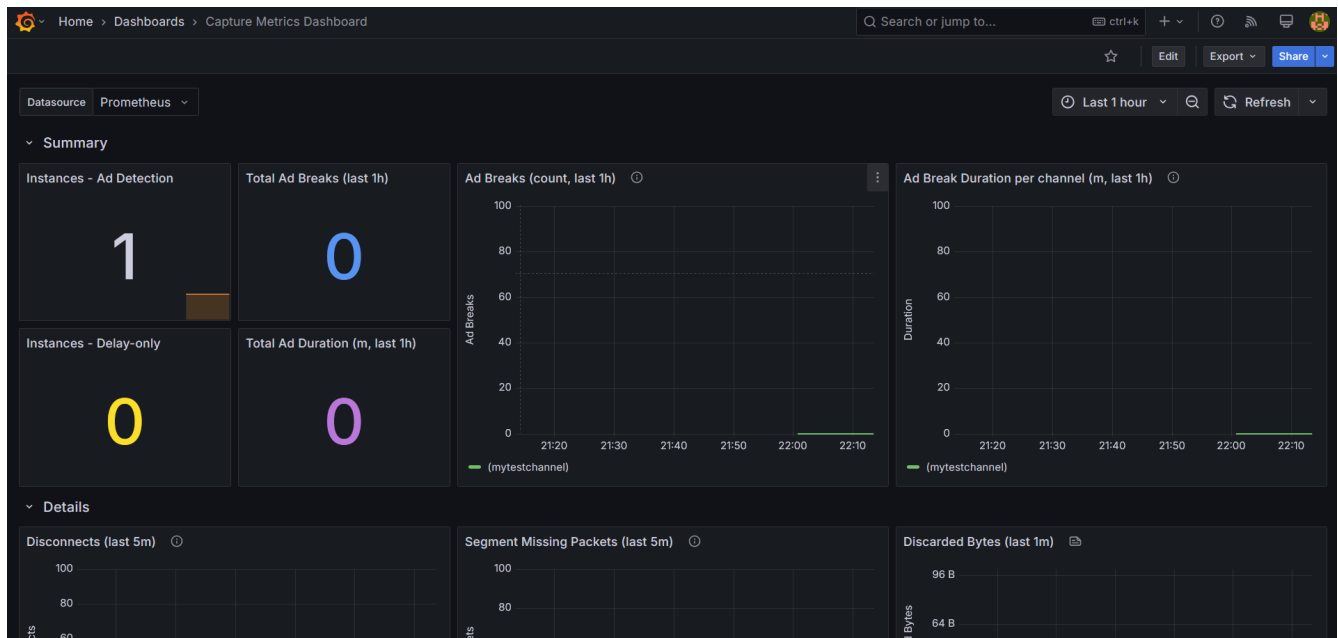 Home › Dashboards › Capture Metrics Dashboard
Search or jump to...
ctrl+k
Edit
Export
Share
Datasource
Prometheus
Last 1 hour
Refresh
Summary
Instances - Ad Detection
1
Total Ad Breaks (last 1h)
0
Instances - Delay-only
0
Total Ad Duration (m, last 1h)
0
Ad Breaks (count, last 1h)
Ad Breaks
100
80
60
40
20
0
21:20 21:30 21:40 21:50 22:00 22:10
(mytestchannel)
Ad Break Duration per channel (m, last 1h)
Duration
100
80
60
40
20
0
21:20 21:30 21:40 21:50 22:00 22:10
(mytestchannel)
Details
Disconnects (last 5m)
100
80
60
Segment Missing Packets (last 5m)
100
80
Discarded Bytes (last 1m)
96 B
64 B
Bytes